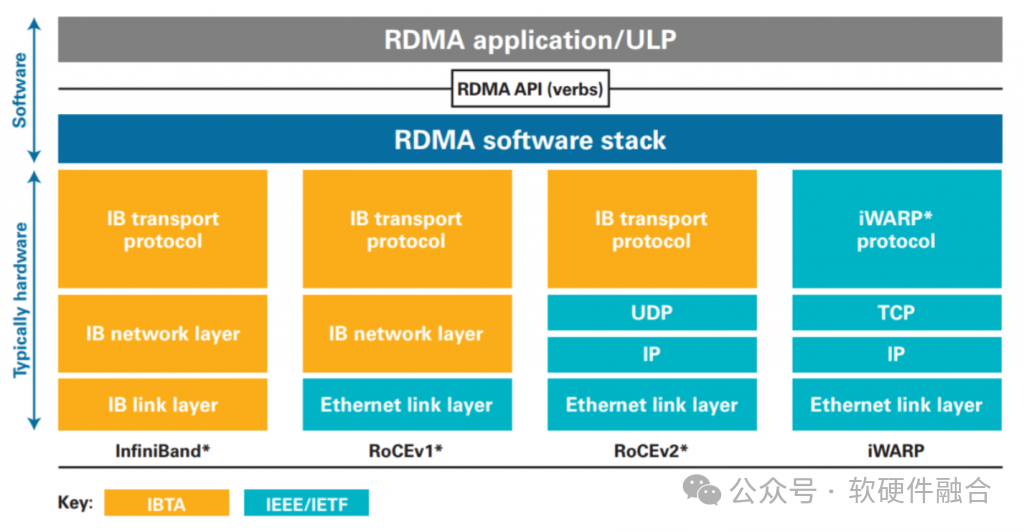 Software
RDMA application/ULP
RDMA API (verbs)
RDMA software stack
Typically hardware
IB transport
protocol
IB network layer
IB link layer
InfiniBand*
IB transport
protocol
IB network layer
Ethernet link layer
RoCEv1*
IB transport
protocol
UDP
IP
Ethernet link layer
RoCEv2*
iWARP*
protocol
TCP
IP
Ethernet link layer
iWARP
Key:
IBTA
IEEE/IETF
公众号 · 软硬件融合